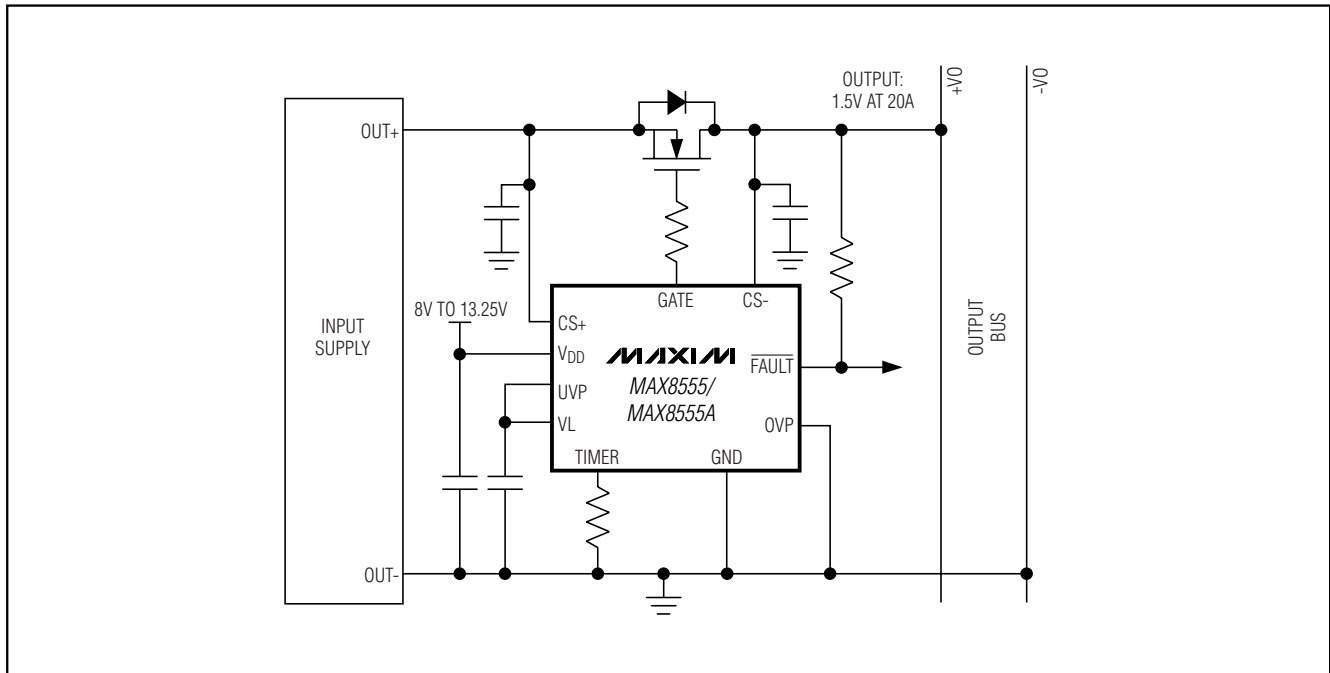 OUTPUT:
1.5V AT 20A
+VO
-VO
OUT+
INPUT
SUPPLY
8V TO 13.25V
GATE
CS-
CS+
VDD
UVP
VL
MAXIM
MAX8555/
MAX8555A
FAULT
OVP
TIMER
GND
OUTPUT
BUS
OUT-